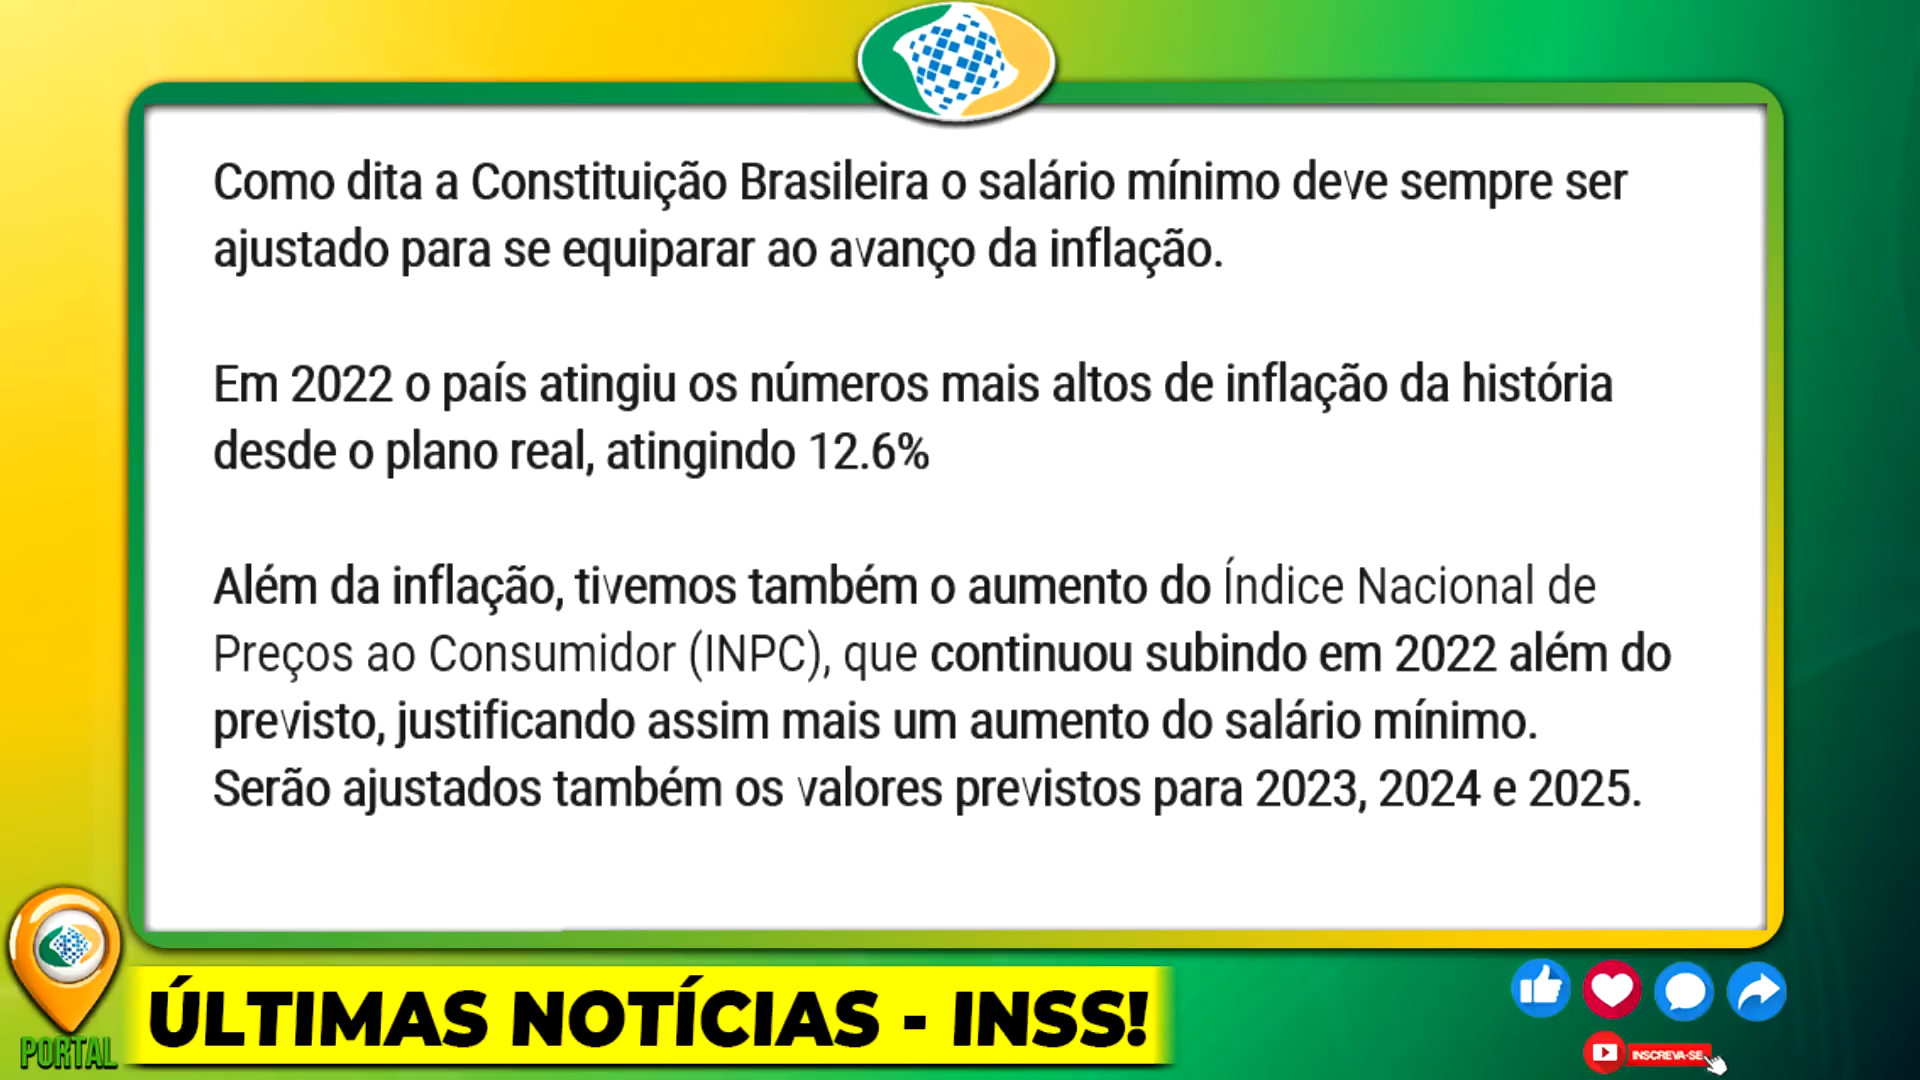 Como dita a Constituição Brasileira o salário mínimo deve sempre ser
ajustado para se equiparar ao avanço da inflação.
Em 2022 o país atingiu os números mais altos de inflação da história
desde o plano real, atingindo 12.6%
Além da inflação, tivemos também o aumento do Índice Nacional de
Preços ao Consumidor (INPC), que continuou subindo em 2022 além do
previsto, justificando assim mais um aumento do salário mínimo.
Serão ajustados também os valores previstos para 2023, 2024 e 2025.
PORTAL
ÚLTIMAS NOTÍCIAS - INSS!
INSCREVA-SE